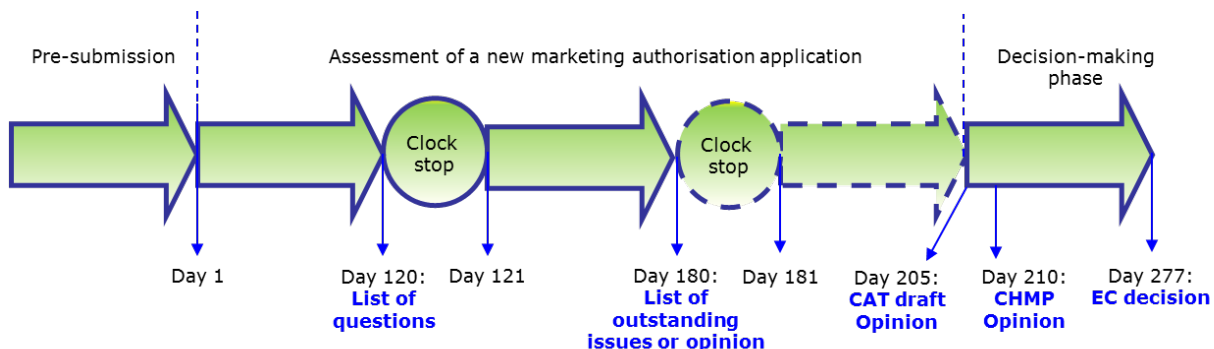 Pre-submission
Assessment of a new marketing authorisation application
Decision-making
phase
Clock
stop
Clock
stop
Day 1
Day 120:
List of
questions
Day 121
Day 180:
List of
outstanding
issues or opinion
Day 181
Day 205:
CAT draft
Opinion
Day 210:
CHMP
Opinion
Day 277:
EC decision